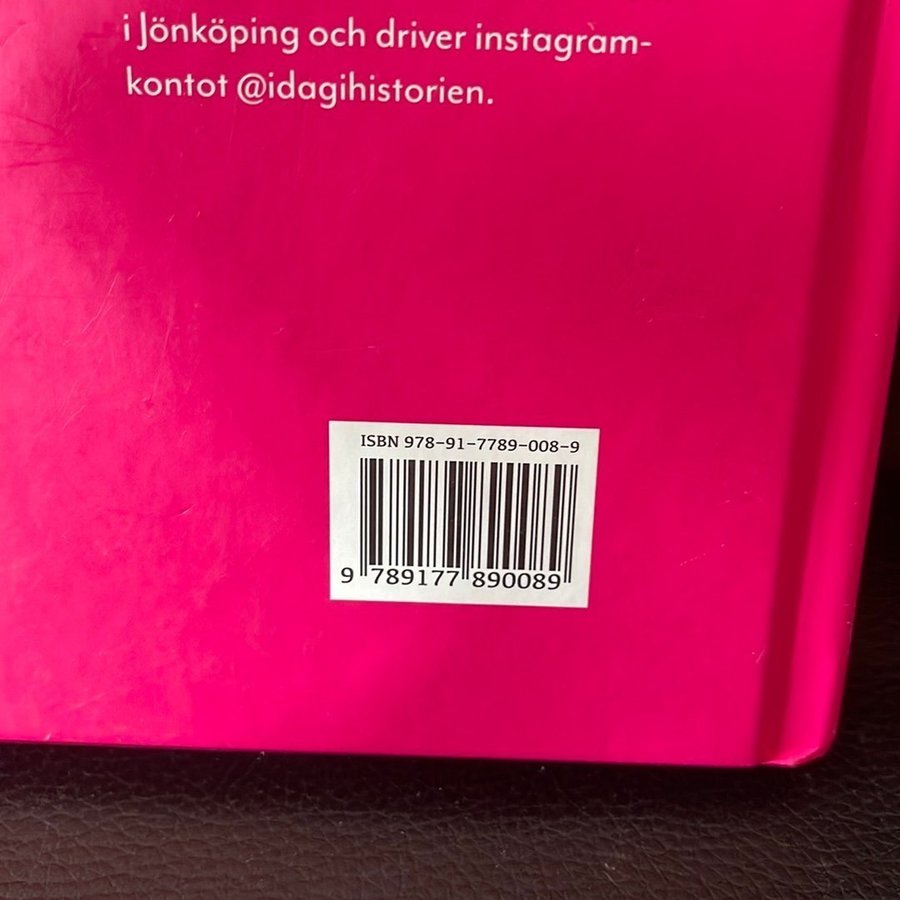 i Jönköping och driver instagram-
kontot @idagihistorien.
ISBN 978-91-7789-008-9
9 789177 890089